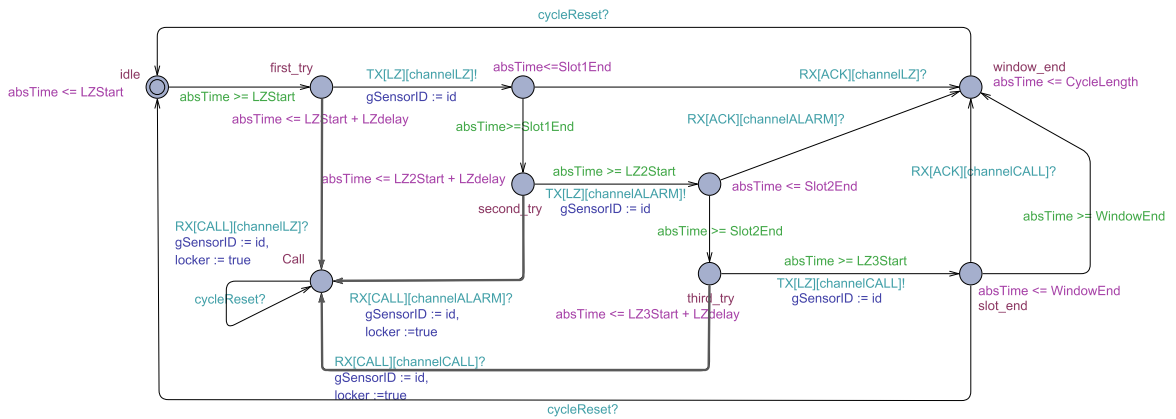 cycleReset?
idle
absTime <= LZStart
absTime >= LZStart
first_try
absTime <= LZStart + LZdelay
TX[LZ][channelLZ]!
gSensorID := id
absTime<=Slot1End
RX[ACK][channelLZ]?
window_end
absTime <= CycleLength
absTime>=Slot1End
RX[ACK][channelALARM]?
absTime <= LZ2Start + LZdelay
second_try
absTime >= LZ2Start
TX[LZ][channelALARM]!
gSensorID := id
absTime <= Slot2End
RX[ACK][channelCALL]?
absTime >= WindowEnd
absTime >= Slot2End
RX[CALL][channelLZ]?
gSensorID := id,
locker := true
Call
cycleReset?
RX[CALL][channelALARM]?
gSensorID := id,
locker :=true
third_try
absTime <= LZ3Start + LZdelay
absTime >= LZ3Start
TX[LZ][channelCALL]!
gSensorID := id
absTime <= WindowEnd
slot_end
RX[CALL][channelCALL]?
gSensorID := id,
locker :=true
cycleReset?